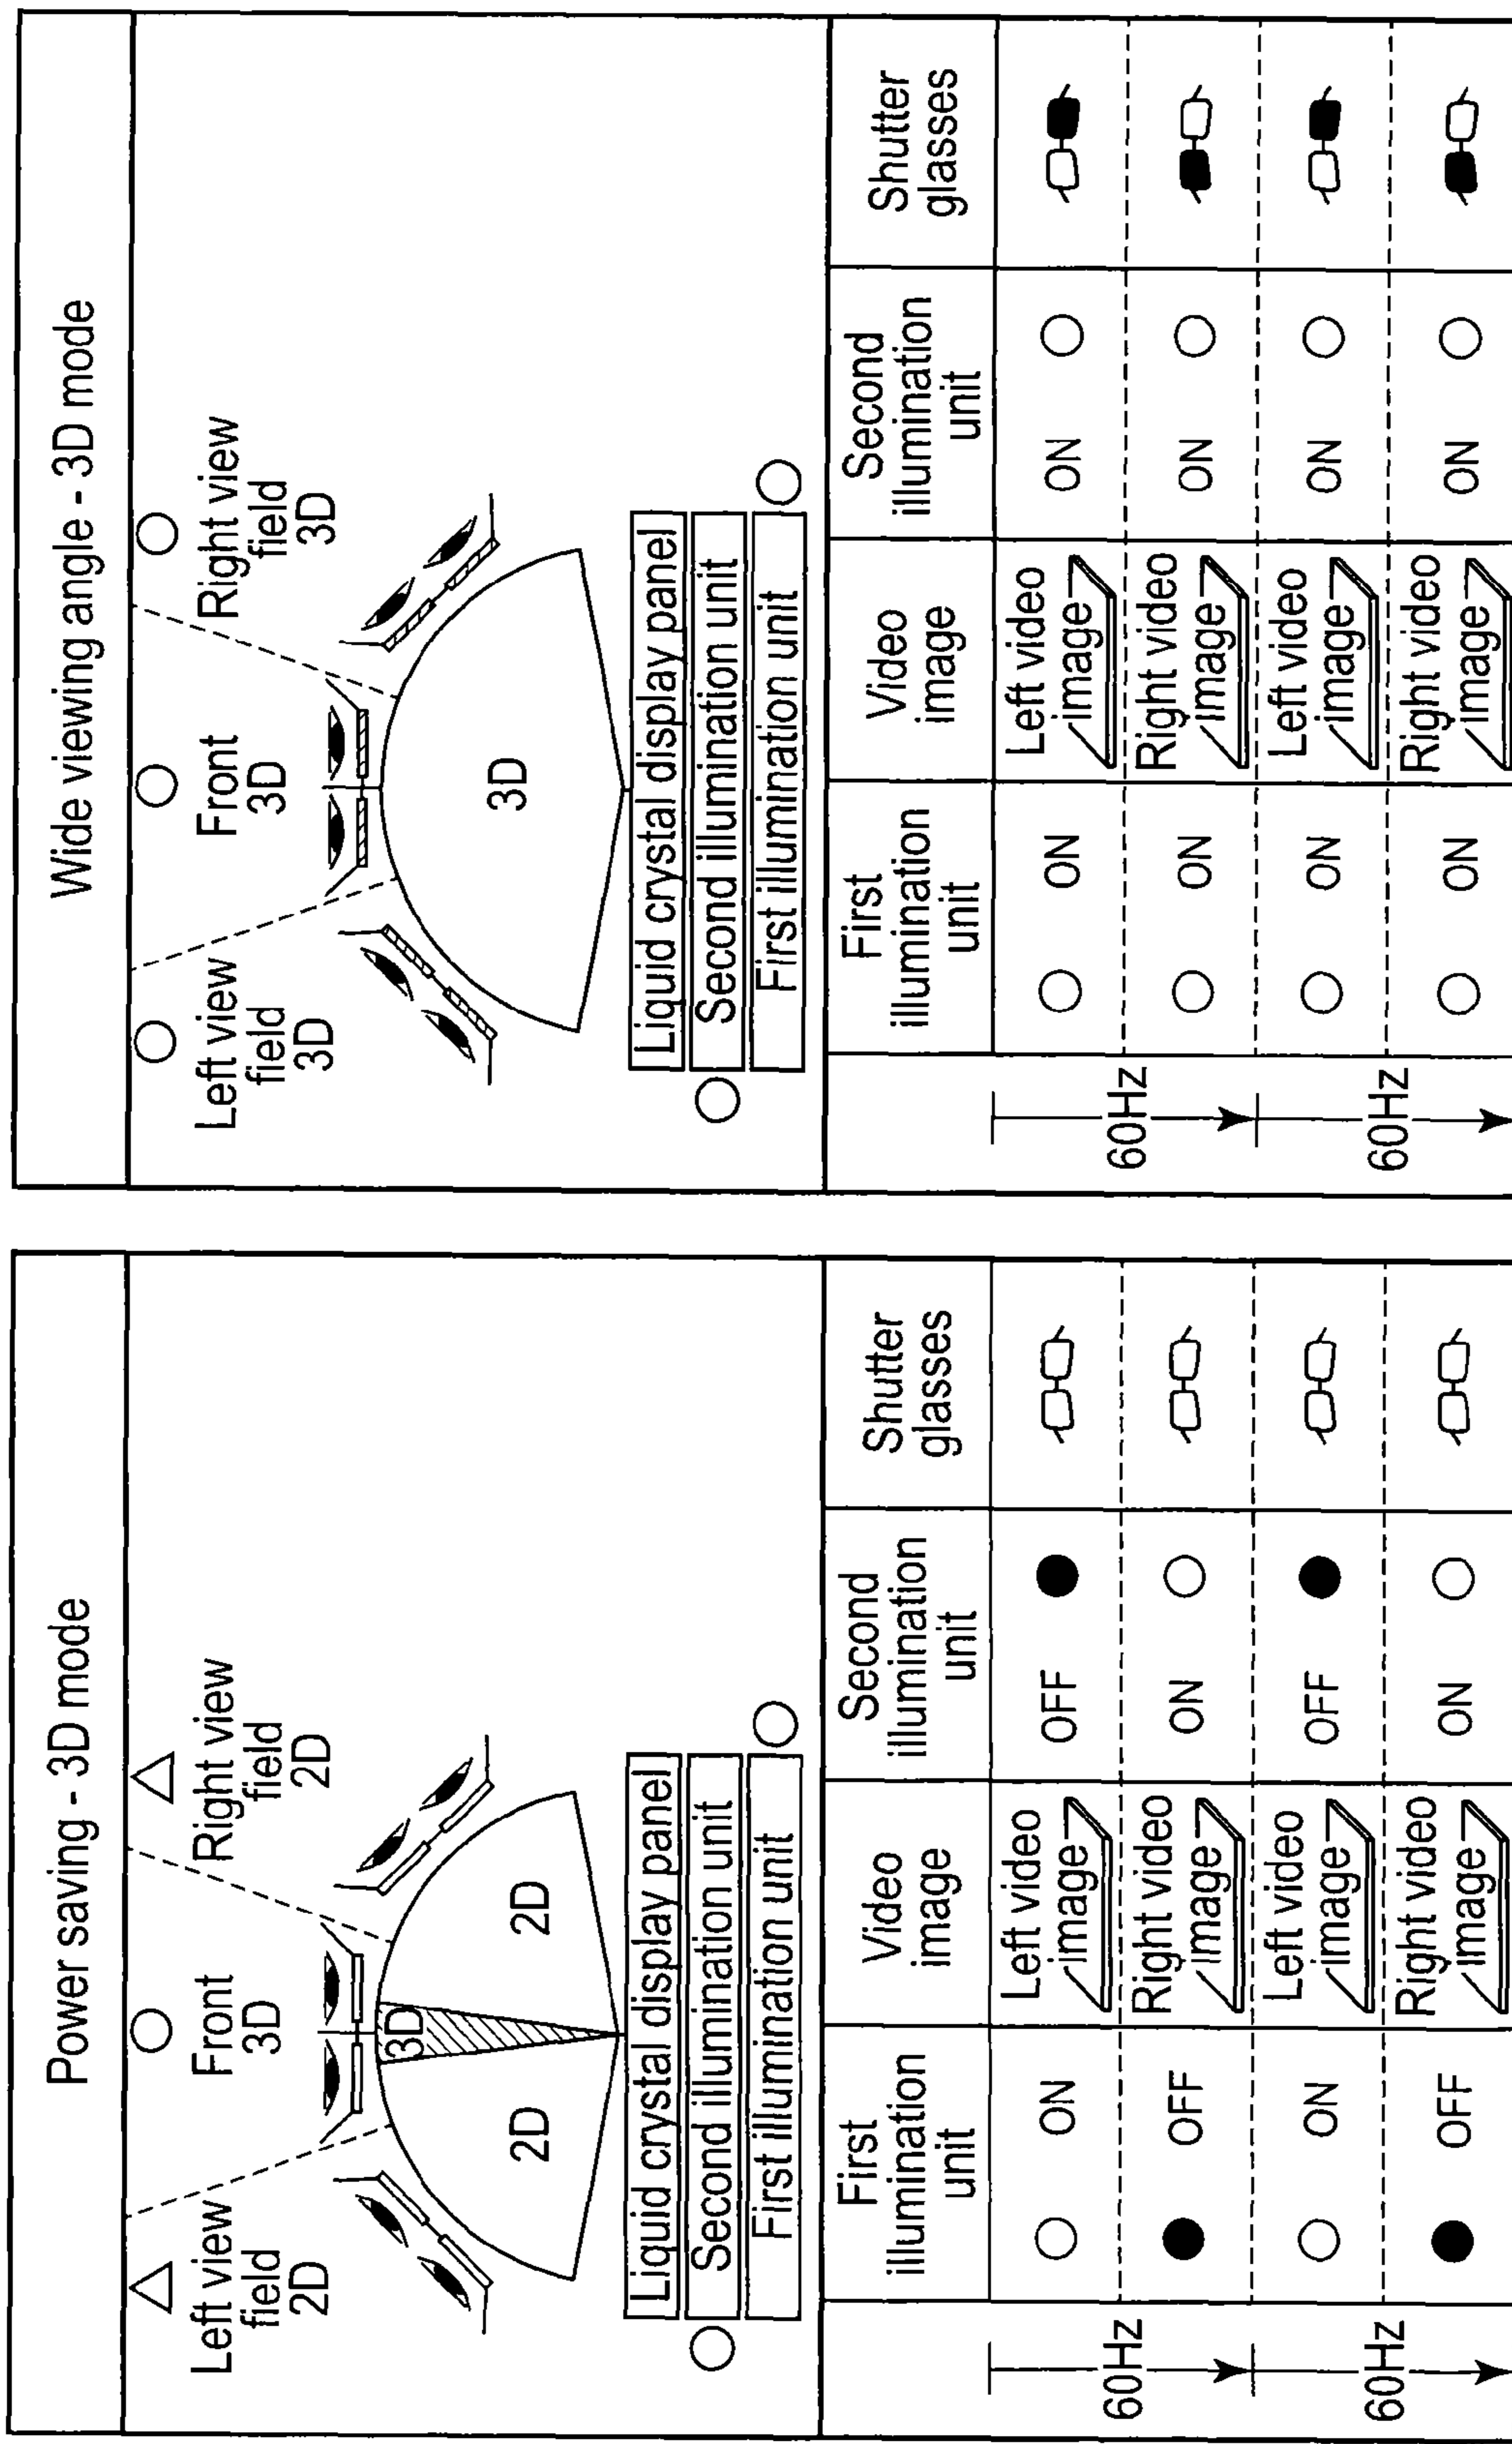 Power saving - 3D mode
Left view
field
2D
Front
3D
Right view
field
2D
3D
2D
2D
Liquid crystal display panel
Second illumination unit
First illumination unit
First
illumination
unit
Video
image
Second
illumination
unit
Shutter
glasses
60Hz
ON
Left video
image
OFF
OFF
Right video
image
ON
60Hz
ON
Left video
image
OFF
OFF
Right video
image
ON
Wide viewing angle - 3D mode
Left view
field
3D
Front
3D
Right view
field
3D
3D
Liquid crystal display panel
Second illumination unit
First illumination unit
First
illumination
unit
Video
image
Second
illumination
unit
Shutter
glasses
60Hz
ON
Left video
image
ON
ON
Right video
image
ON
60Hz
ON
Left video
image
ON
ON
Right video
image
ON